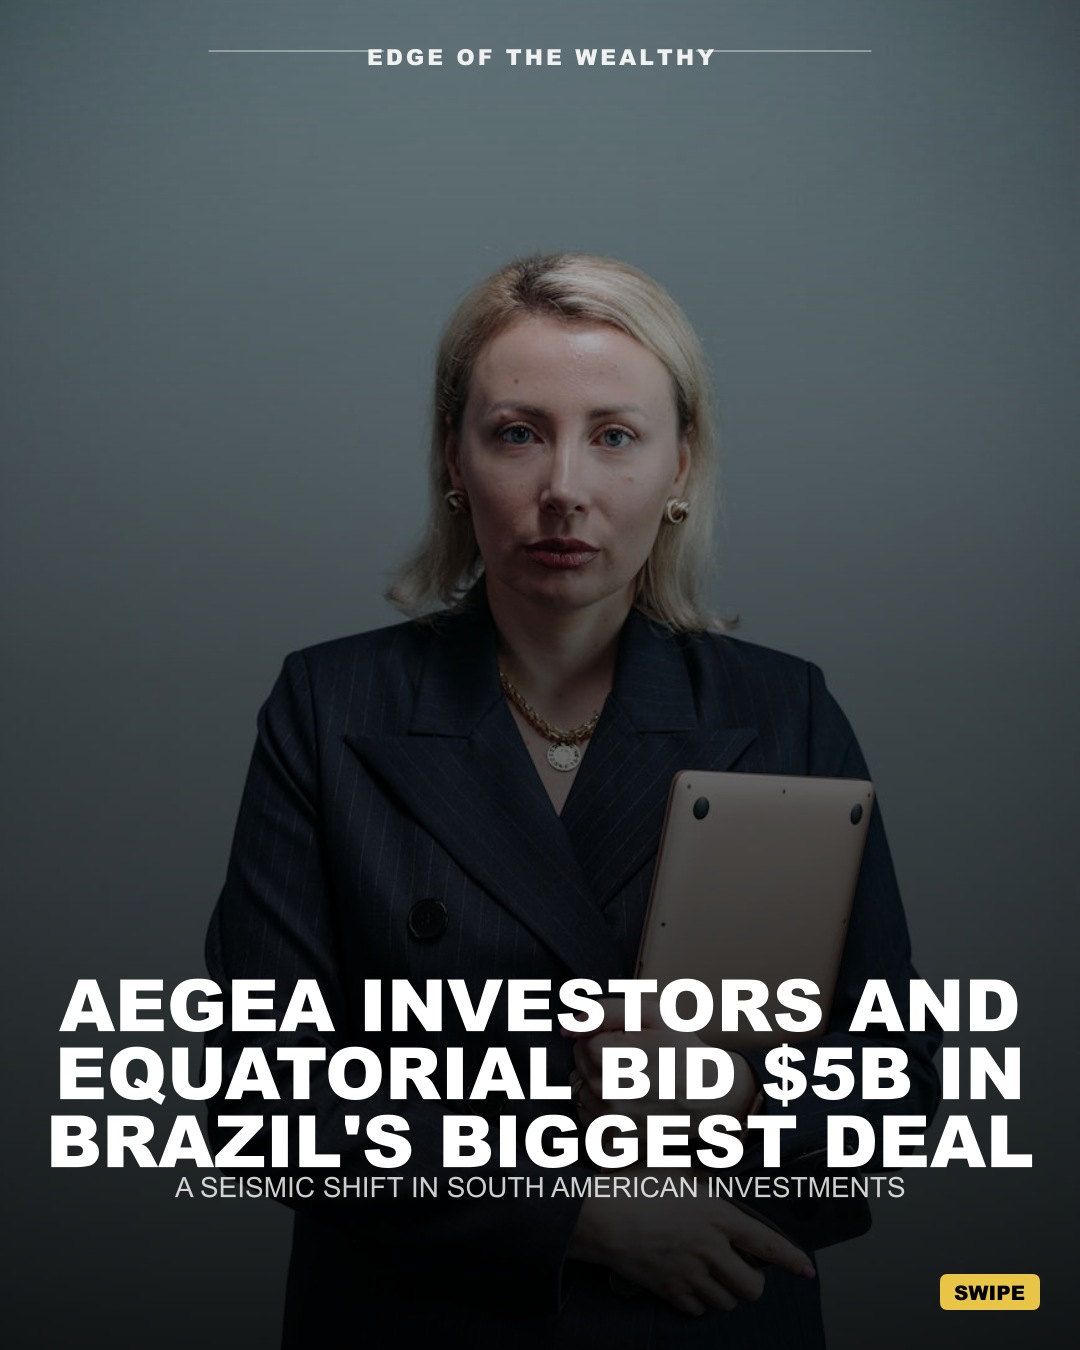 EDGE OF THE WEALTHY
AEGEA INVESTORS AND
EQUATORIAL BID $5B IN
BRAZIL'S BIGGEST DEAL
A SEISMIC SHIFT IN SOUTH AMERICAN INVESTMENTS
SWIPE